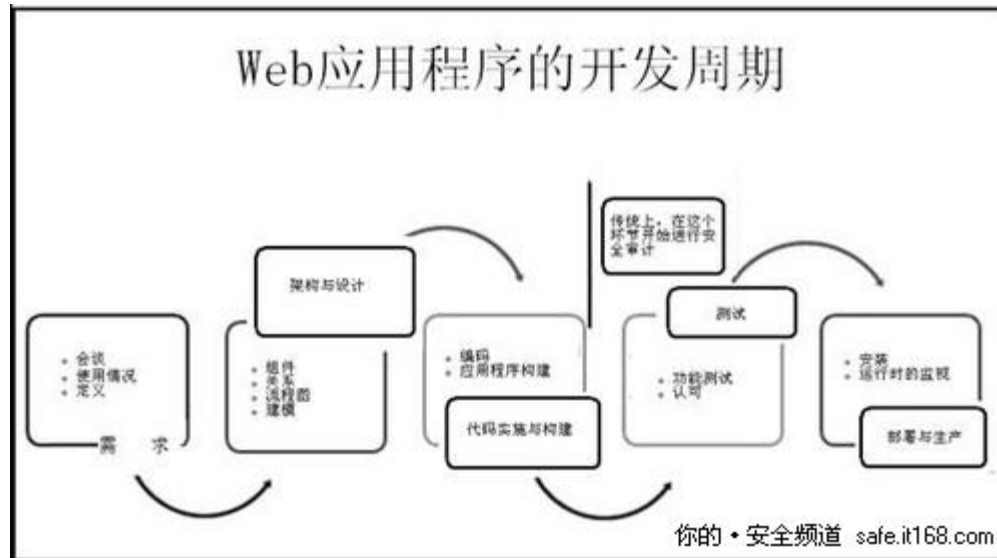 Web应用程序的开发周期
传统上，在这个
环节开始进行安
全审计
架构与设计
测试
会谈
使用情况
定义
需 求
组件
关系
流程图
建模
编码
应用程序构建
代码实施与构建
功能测试
认可
安装
运行时的监视
部署与生产
你的·安全频道 safe.it168.com